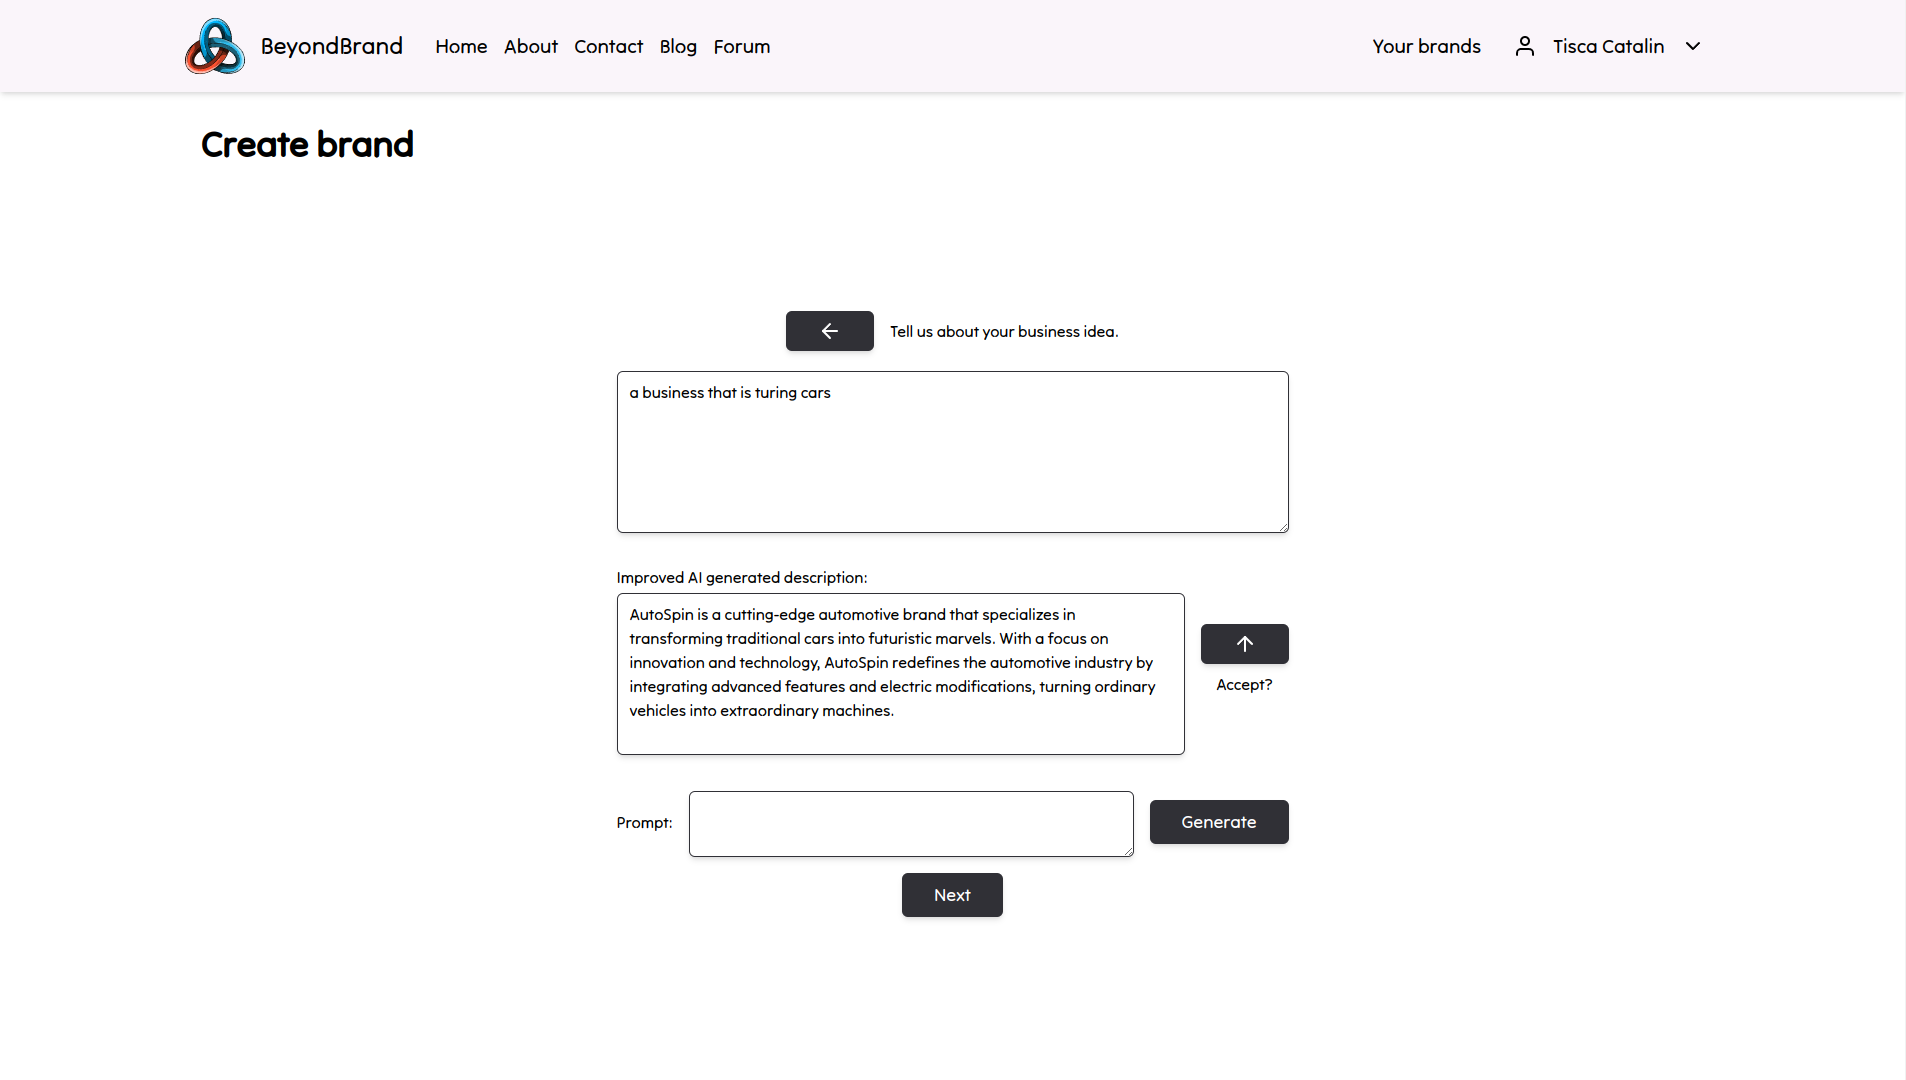 BeyondBrand
Home About Contact Blog Forum
Your brands
Tisca Catalin
Create brand
Tell us about your business idea.
a business that is turing cars
Improved AI generated description:
AutoSpin is a cutting-edge automotive brand that specializes in
transforming traditional cars into futuristic marvels. With a focus on
innovation and technology, AutoSpin redefines the automotive industry by
integrating advanced features and electric modifications, turning ordinary
vehicles into extraordinary machines.
Accept?
Prompt:
Generate
Next